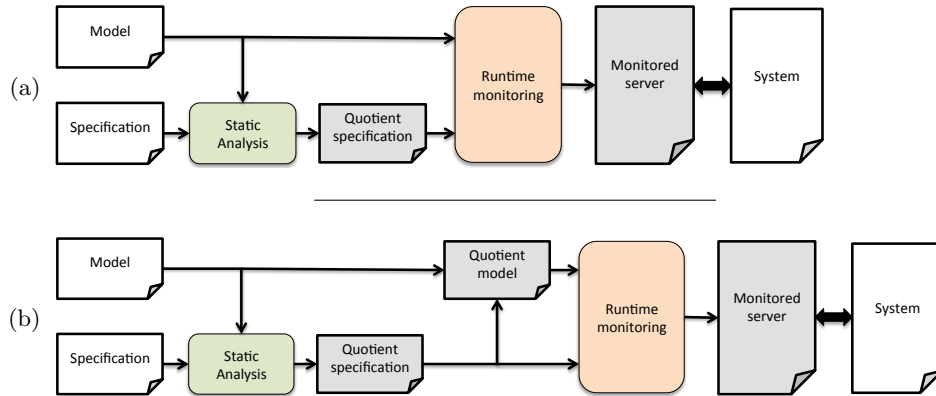 (a)
Model
Specification
Static
Analysis
Quotient
specification
Runtime
monitoring
Monitored
server
System
(b)
Model
Specification
Static
Analysis
Quotient
specification
Quotient
model
Runtime
monitoring
Monitored
server
System